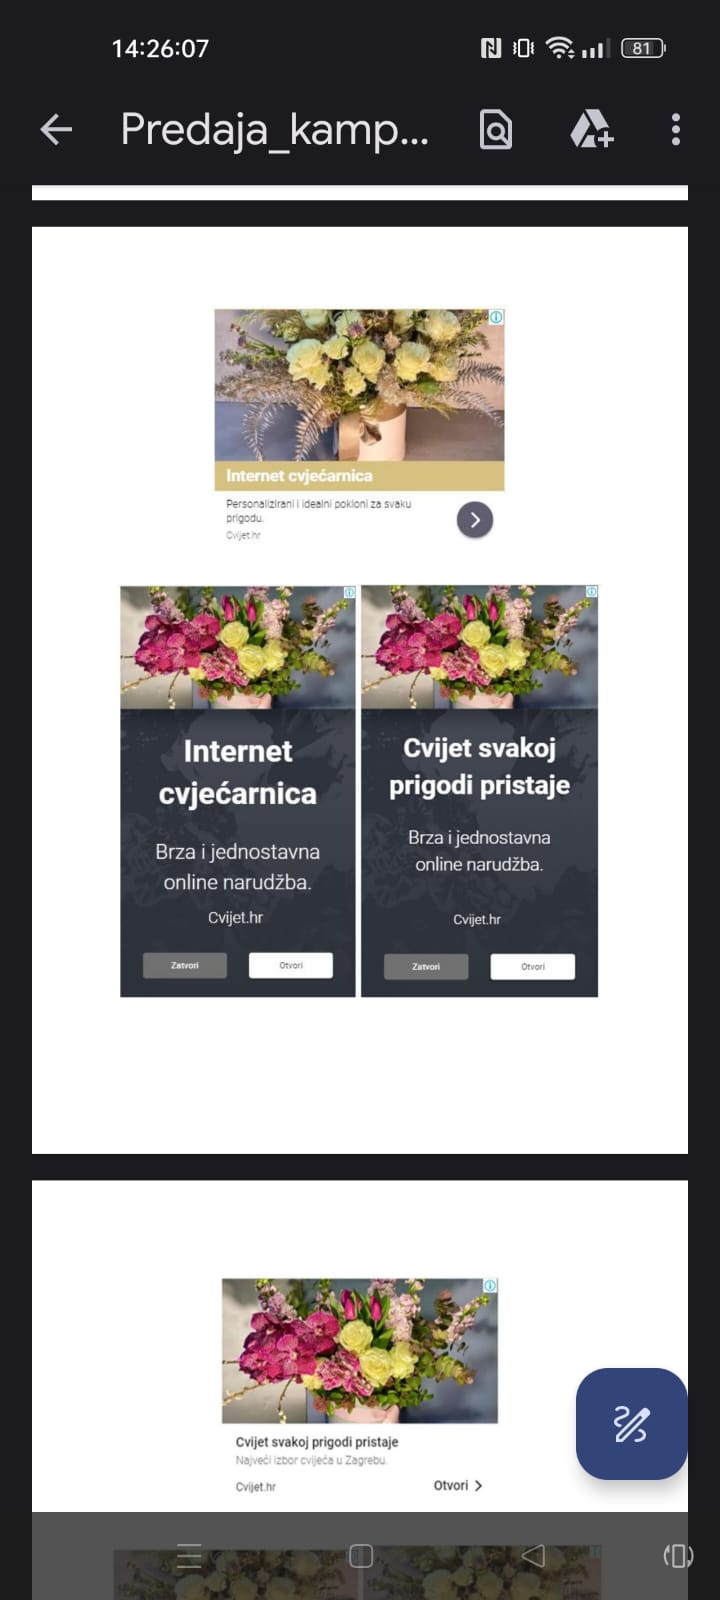 14:26:07
81
Predaja_kamp...
Internet cvjećarnica
Personalizirani i idealni pokloni za svaku
prigodu.
Cvijet.hr
Internet
cvjećarnica
Brza i jednostavna
online narudžba.
Cvijet.hr
Zatvori
Otvori
Cvijet svakoj
prigodi pristaje
Brza i jednostavna
online narudžba.
Cvijet.hr
Zatvori
Otvori
Cvijet svakoj prigodi pristaje
Najveći izbor cvijeća u Zagrebu.
Cvijet.hr
Otvori